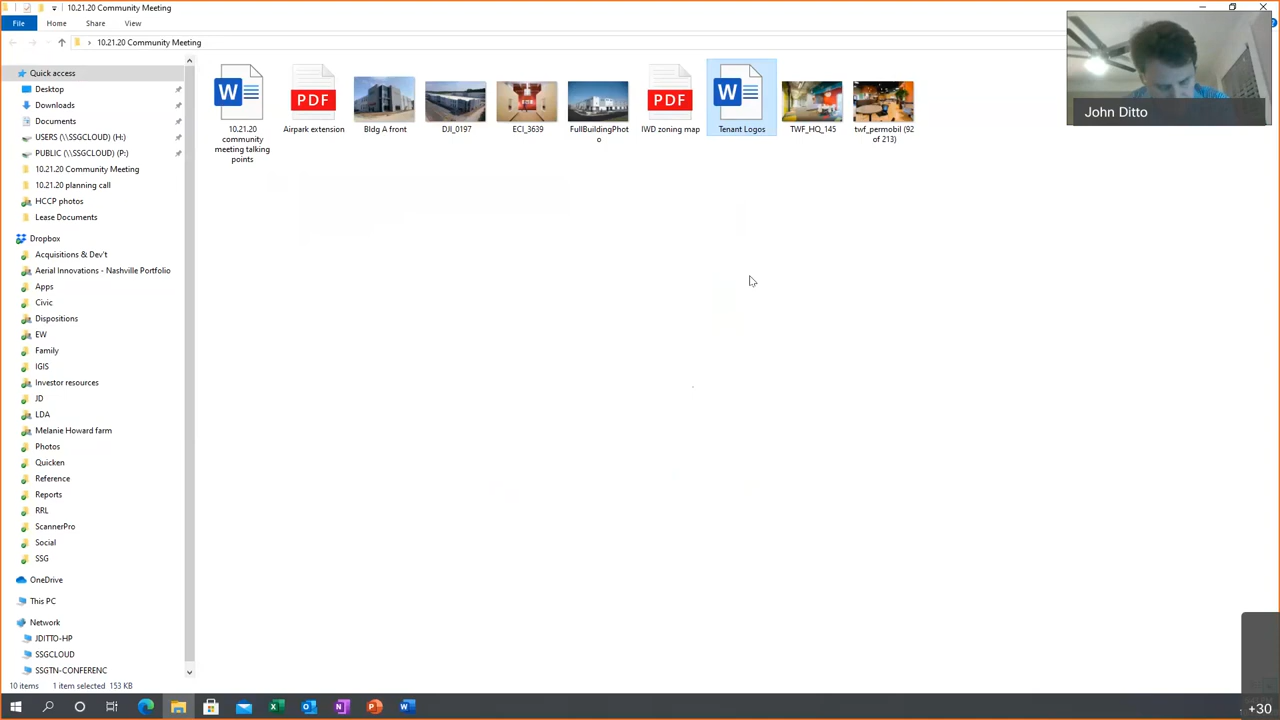 10.21.20 Community Meeting
File Home Share View
10.21.20 Community Meeting
John Ditto
Quick access
Desktop
Downloads
Documents
USERS (\\SSGCLOUD) (H:)
PUBLIC (\\SSGCLOUD) (P:)
10.21.20 Community Meeting
10.21.20 planning call
HCCP photos
Lease Documents
Dropbox
Acquisitions & Dev't
Aerial Innovations - Nashville Portfolio
Apps
Civic
Dispositions
EW
Family
IGIS
Investor resources
JD
LDA
Melanie Howard farm
Photos
Quicken
Reference
Reports
RRL
ScannerPro
Social
SSG
OneDrive
This PC
Network
JDITTO-HP
SSGCLOUD
SSGTN-CONFERENC
W
10.21.20
community
meeting talking
points
PDF
Airpark extension
Bldg A front
DJI_0197
ECI_3639
FullBuildingPhot
o
PDF
IWD zoning map
W
Tenant Logos
TWF_HQ_145
twf_permobil (92
of 213)
10 items 1 item selected 153 KB
+30